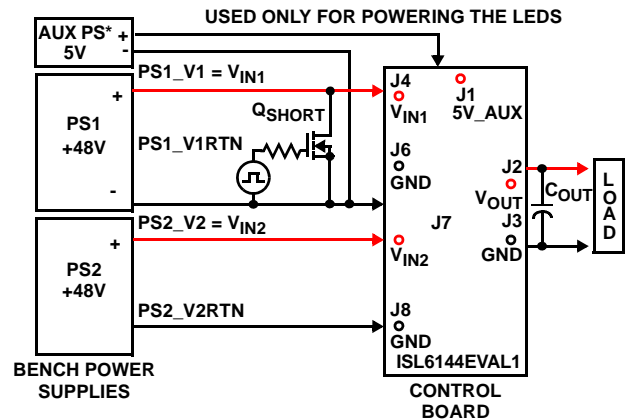 USED ONLY FOR POWERING THE LEDS
AUX PS* +
5V -
PS1_V1 = VIN1
+
PS1
+48V
-
QSHORT
PS1_V1RTN
PS2_V2 = VIN2
+
PS2
+48V
PS2_V2RTN
BENCH POWER
SUPPLIES
J4
VIN1
J1
5V_AUX
J6
GND
J2
VOUT
J7
J3
GND
VIN2
J8
GND
ISL6144EVAL1
CONTROL
BOARD
COUT
LOAD